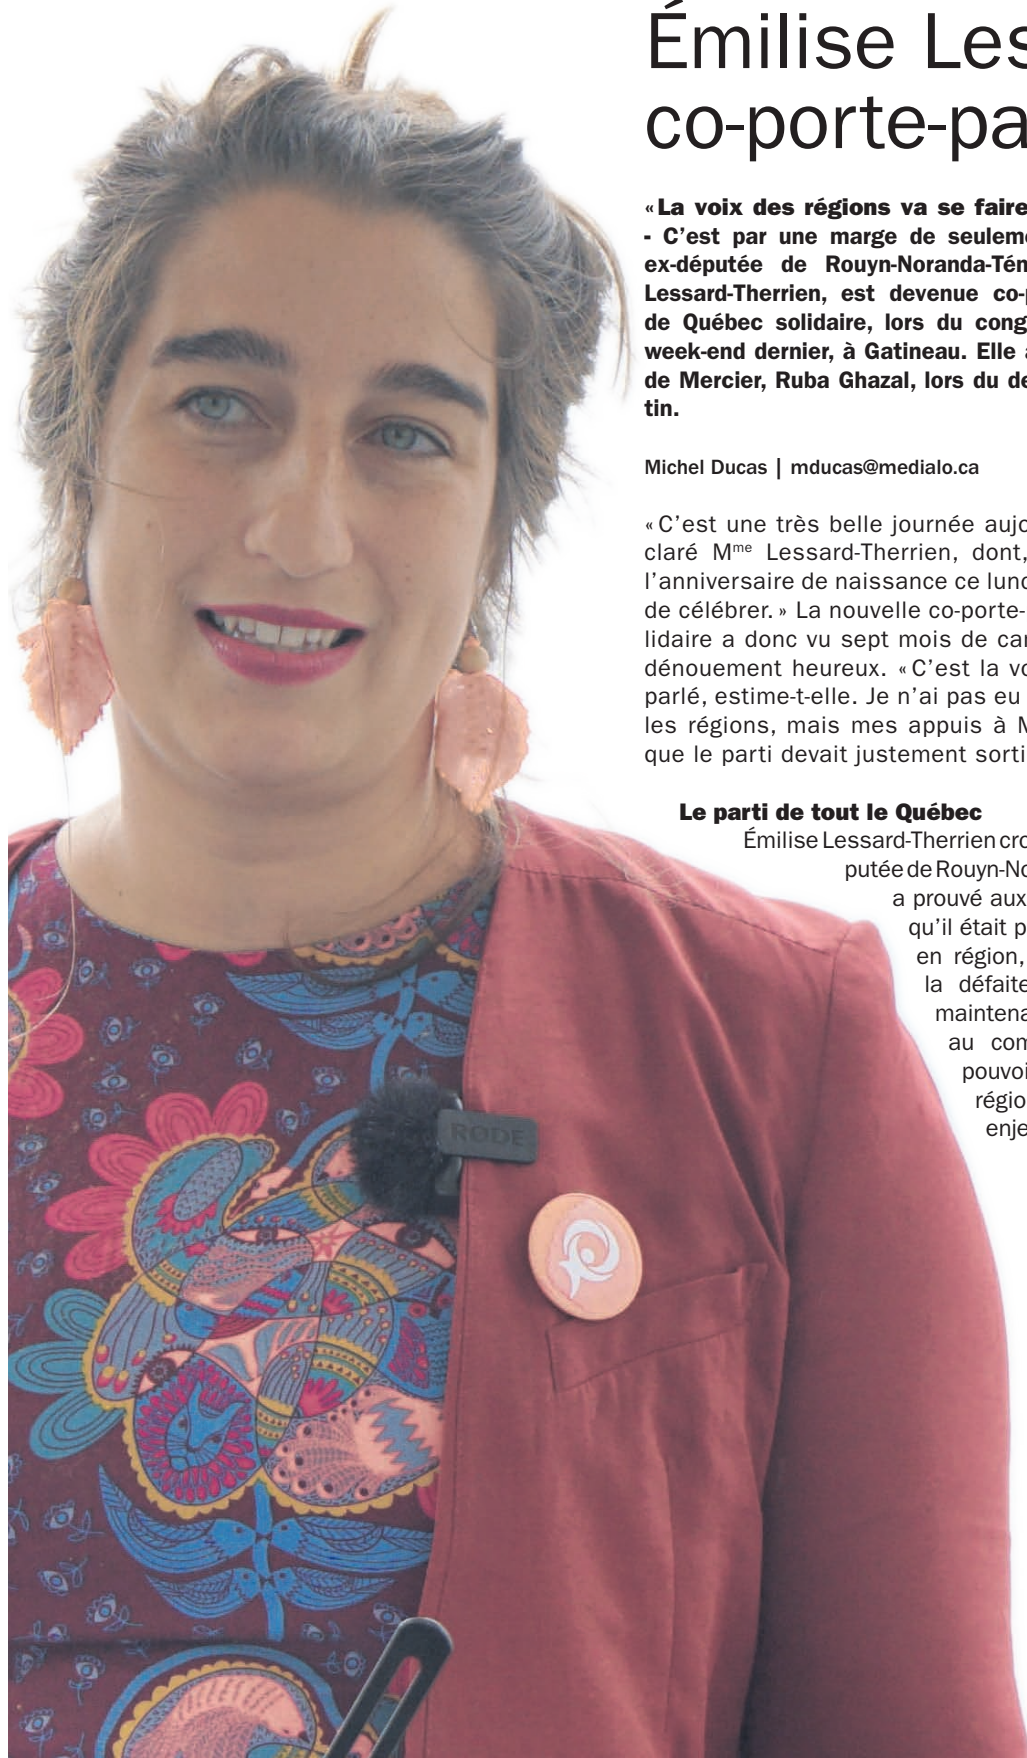 Émilise Les
co-porte-pa
«La voix des régions va se faire
- C’est par une marge de seuleme
ex-députée de Rouyn-Noranda-Tén
Lessard-Therrien, est devenue co-p
de Québec solidaire, lors du cong
week-end dernier, à Gatineau. Elle a
de Mercier, Ruba Ghazal, lors du de
tin.
Michel Ducas | mducas@medialo.ca
«C’est une très belle journée aujo
claré Mme Lessard-Therrien, dont,
l’anniversaire de naissance ce lund
de célébrer.» La nouvelle co-porte-
lidaire a donc vu sept mois de car
dénouement heureux. «C’est la vo
parlé, estime-t-elle. Je n’ai pas eu
les régions, mais mes appuis à M
que le parti devait justement sorti
Le parti de tout le Québec
Émilise Lessard-Therrien cro
putée de Rouyn-No
a prouvé aux
qu’il était p
en région,
la défaite
maintena
au com
pouvoi
régio
enje
RØDE